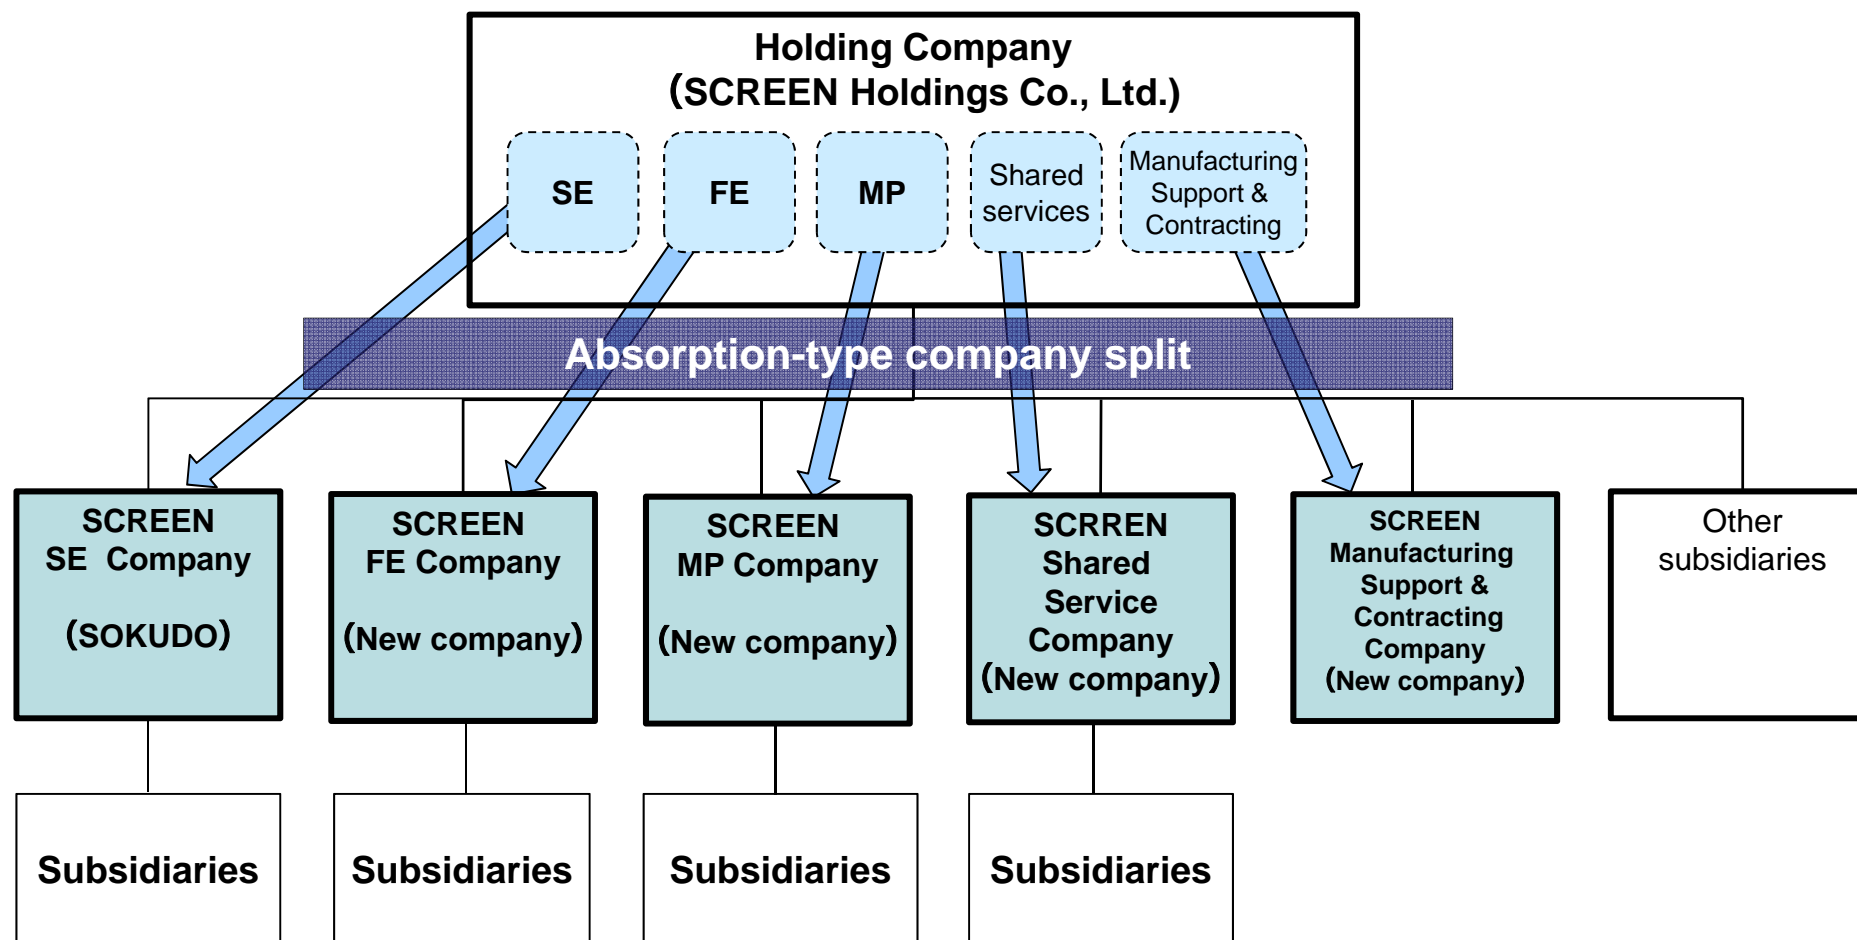 Holding Company
(SCREEN Holdings Co., Ltd.)
SE
FE
MP
Shared
services
Manufacturing
Support &
Contracting
Absorption-type company split
SCREEN
SE Company
(SOKUDO)
SCREEN
FE Company
(New company)
SCREEN
MP Company
(New company)
SCRREN
Shared
Service
Company
(New company)
SCREEN
Manufacturing
Support &
Contracting
Company
(New company)
Other
subsidiaries
Subsidiaries
Subsidiaries
Subsidiaries
Subsidiaries